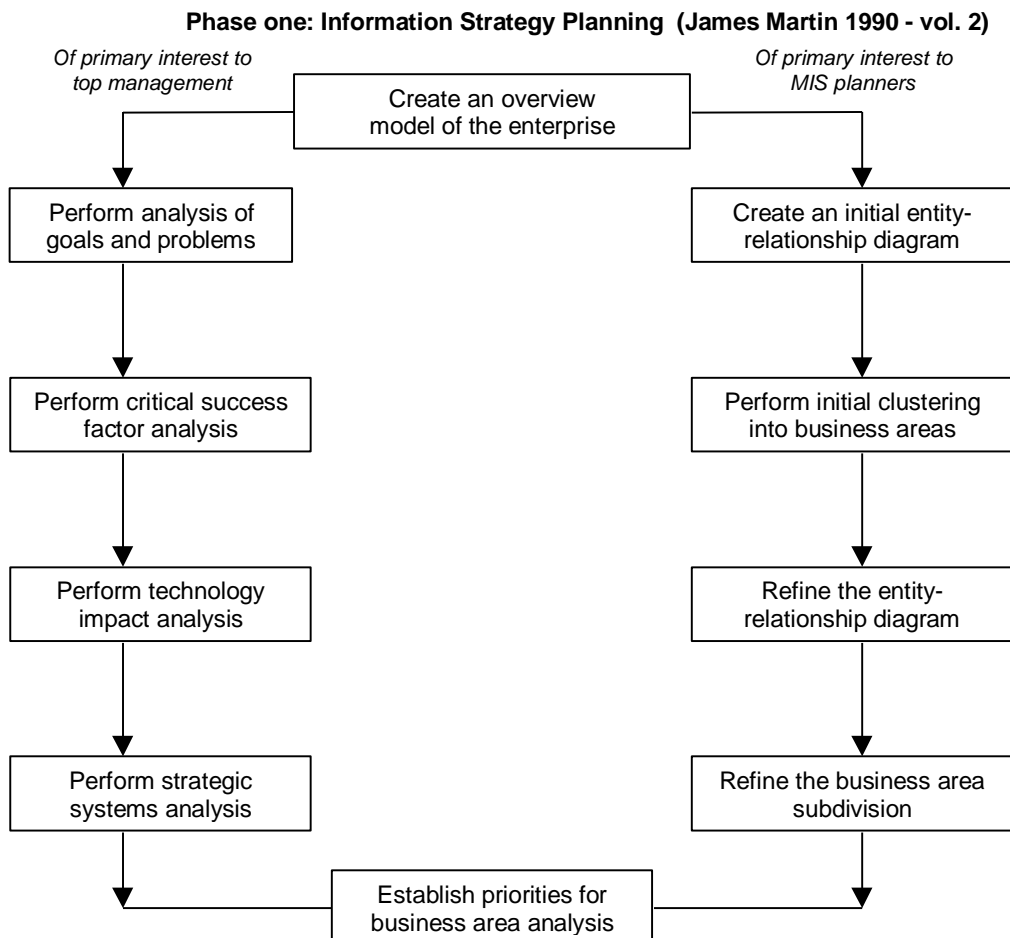 Phase one: Information Strategy Planning (James Martin 1990 - vol. 2)
Of primary interest to
top management
Of primary interest to
MIS planners
Create an overview
model of the enterprise
Perform analysis of
goals and problems
Create an initial entity-
relationship diagram
Perform critical success
factor analysis
Perform initial clustering
into business areas
Perform technology
impact analysis
Refine the entity-
relationship diagram
Perform strategic
systems analysis
Refine the business area
subdivision
Establish priorities for
business area analysis